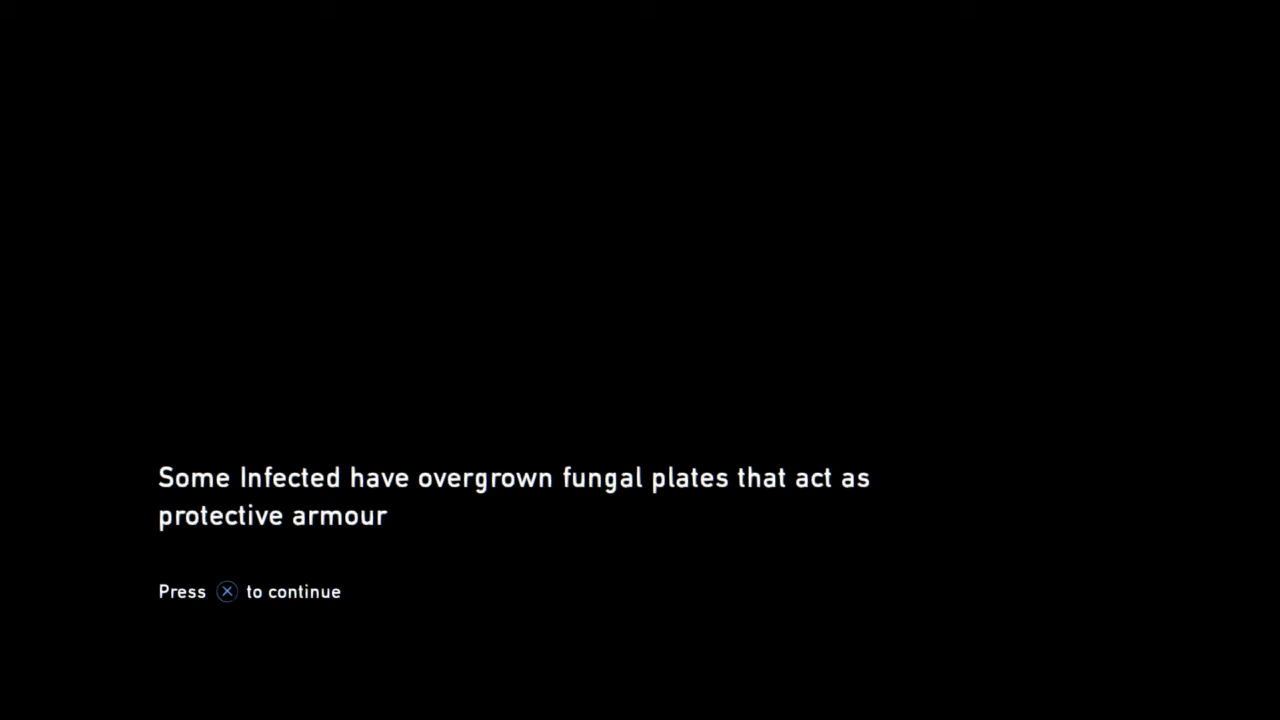 Some Infected have overgrown fungal plates that act as
protective armour
Press ⓧ to continue